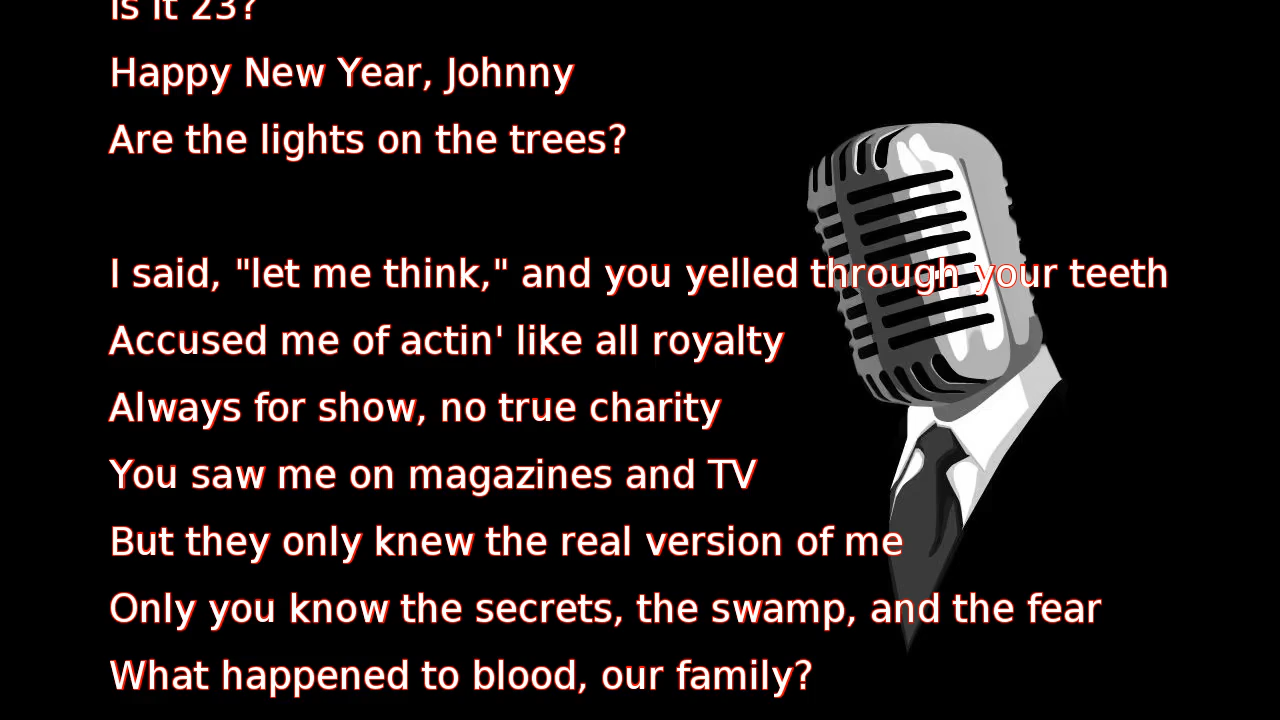 Is it 23?
Happy New Year, Johnny
Are the lights on the trees?
I said, "let me think," and you yelled through your teeth
Accused me of actin' like all royalty
Always for show, no true charity
You saw me on magazines and TV
But they only knew the real version of me
Only you know the secrets, the swamp, and the fear
What happened to blood, our family?